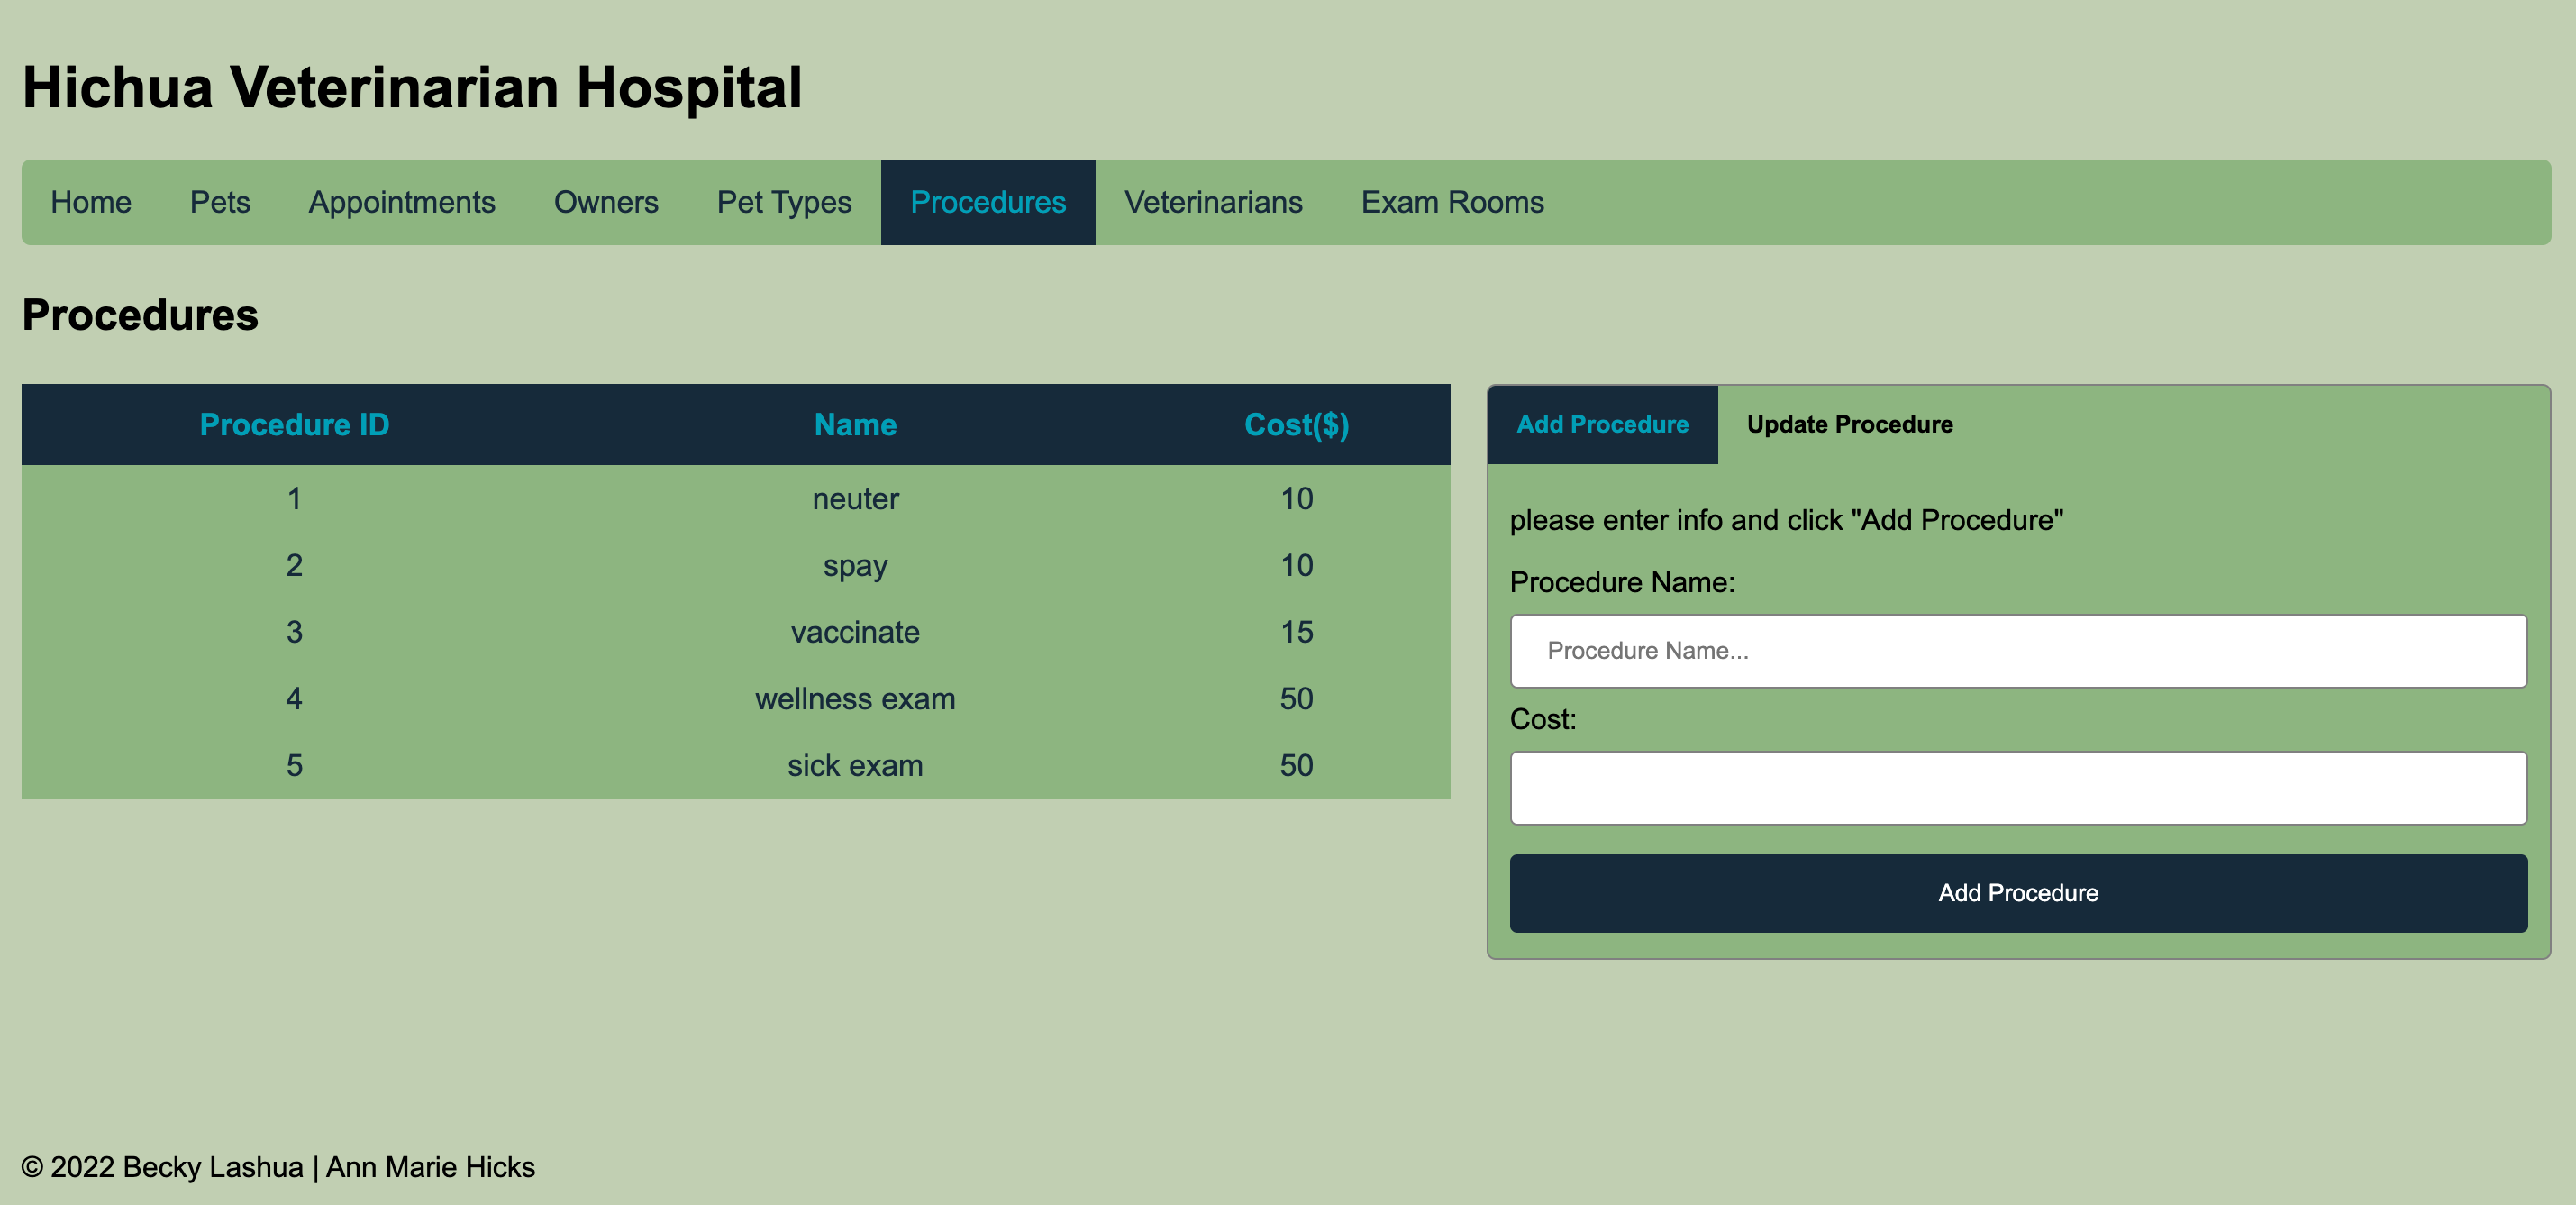 Hichua Veterinarian Hospital
Home Pets Appointments Owners Pet Types Procedures Veterinarians Exam Rooms
Procedures
Procedure ID Name Cost($)
1 neuter 10
2 spay 10
3 vaccinate 15
4 wellness exam 50
5 sick exam 50
Add Procedure Update Procedure
please enter info and click "Add Procedure"
Procedure Name:
Procedure Name...
Cost:
Add Procedure
© 2022 Becky Lashua | Ann Marie Hicks